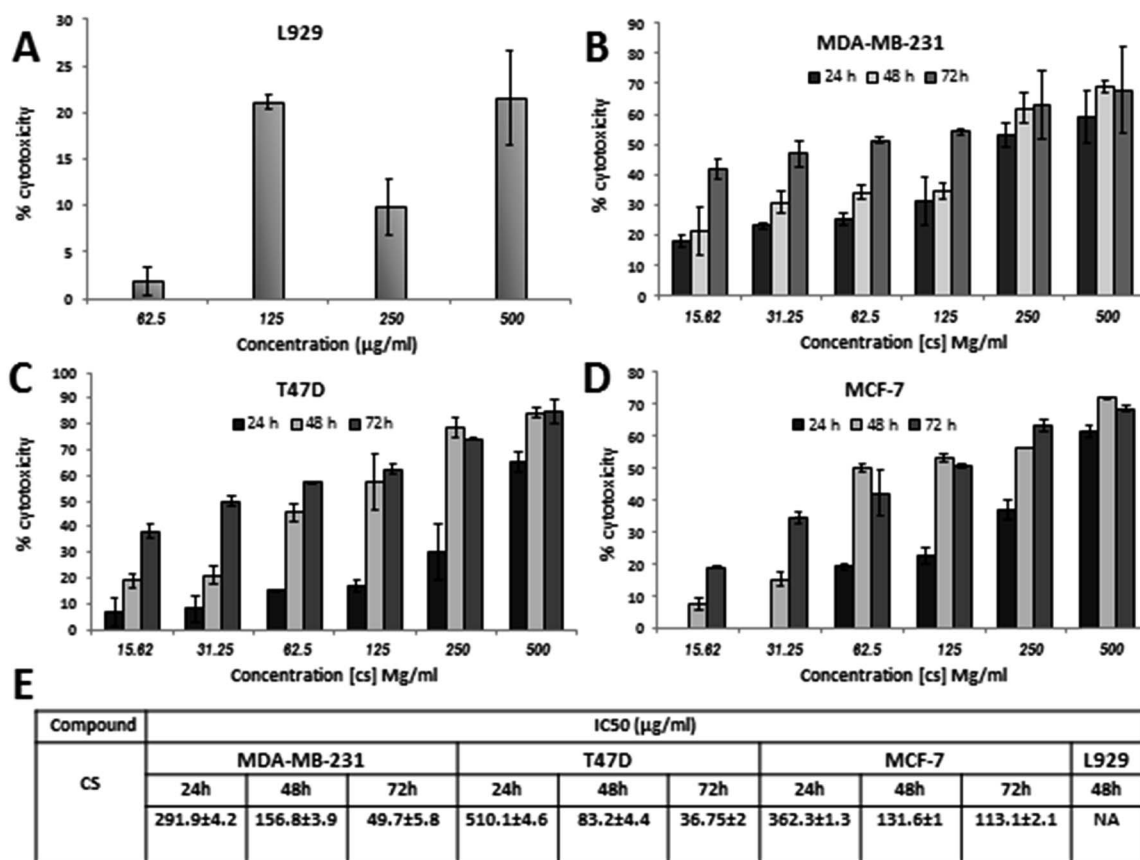 A
L929
% cytotoxicity
30
25
20
15
10
5
0
62.5 125 250 500
Concentration (µg/ml)
B
MDA-MB-231
24 h 48 h 72h
% cytotoxicity
90
80
70
60
50
40
30
20
10
0
15.62 31.25 62.5 125 250 500
Concentration [cs] Mg/ml
C
T47D
24 h 48 h 72h
% cytotoxicity
100
90
80
70
60
50
40
30
20
10
0
15.62 31.25 62.5 125 250 500
Concentration [cs] Mg/ml
D
MCF-7
24 h 48 h 72 h
% cytotoxicity
80
70
60
50
40
30
20
10
0
15.62 31.25 62.5 125 250 500
Concentration [cs] Mg/ml
E
Compound IC50 (µg/ml)
CS MDA-MB-231 T47D MCF-7 L929
24h 48h 72h 24h 48h 72h 24h 48h 72h 48h
291.9±4.2 156.8±3.9 49.7±5.8 510.1±4.6 83.2±4.4 36.75±2 362.3±1.3 131.6±1 113.1±2.1 NA